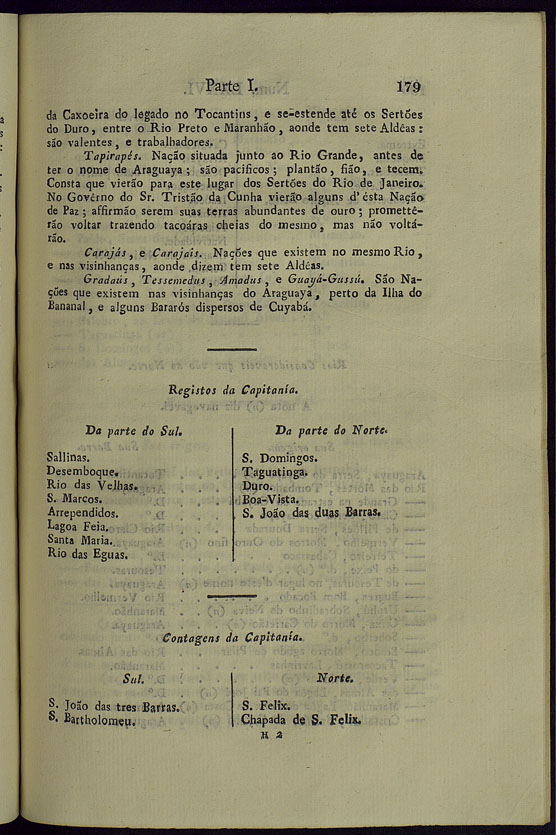 Parte I. 179
da Caxoeira do legado no Tocantins, e se-estende até os Sertões
do Duro, entre o Rio Preto e Maranhão, aonde tem sete Aldêas:
são valentes, e trabalhadores.
Tapirapés. Nação situada junto ao Rio Grande, antes de
ter o nome de Araguaya; são pacificos; plantão, fião, e tecem.
Consta que vierão para este lugar dos Sertões do Rio de Janeiro.
No Govêrno do Sr. Tristão da Cunha vierão alguns d'ésta Nação
de Paz; affirmão serem suas terras abundantes de ouro; promettê-
rão voltar trazendo tacoáras cheias do mesmo, mas não voltá-
rão.
Carajás, e Carajais. Nações que existem no mesmo Rio,
e nas visinhanças, aonde dizem tem sete Aldêas.
Gradaus, Tessemedus, Amadus, e Guayá-Gussú. São Na-
ções que existem nas visinhanças do Araguaya, perto da Ilha do
Bananal, e alguns Bararós dispersos de Cuyabá.
Registos da Capitanía.
Da parte do Sul.
Sallinas.
Desemboque.
Rio das Velhas.
S. Marcos.
Arrependidos.
Lagoa Feia.
Santa Maria.
Rio das Eguas.
Da parte do Norte.
S. Domingos.
Taguatinga.
Duro.
Boa-Vista.
S. João das duas Barras.
Contagens da Capitanía.
Sul.
S. João das tres Barras.
S. Bartholomeu.
Norte.
S. Felix.
Chapada de S. Felix.
H 2